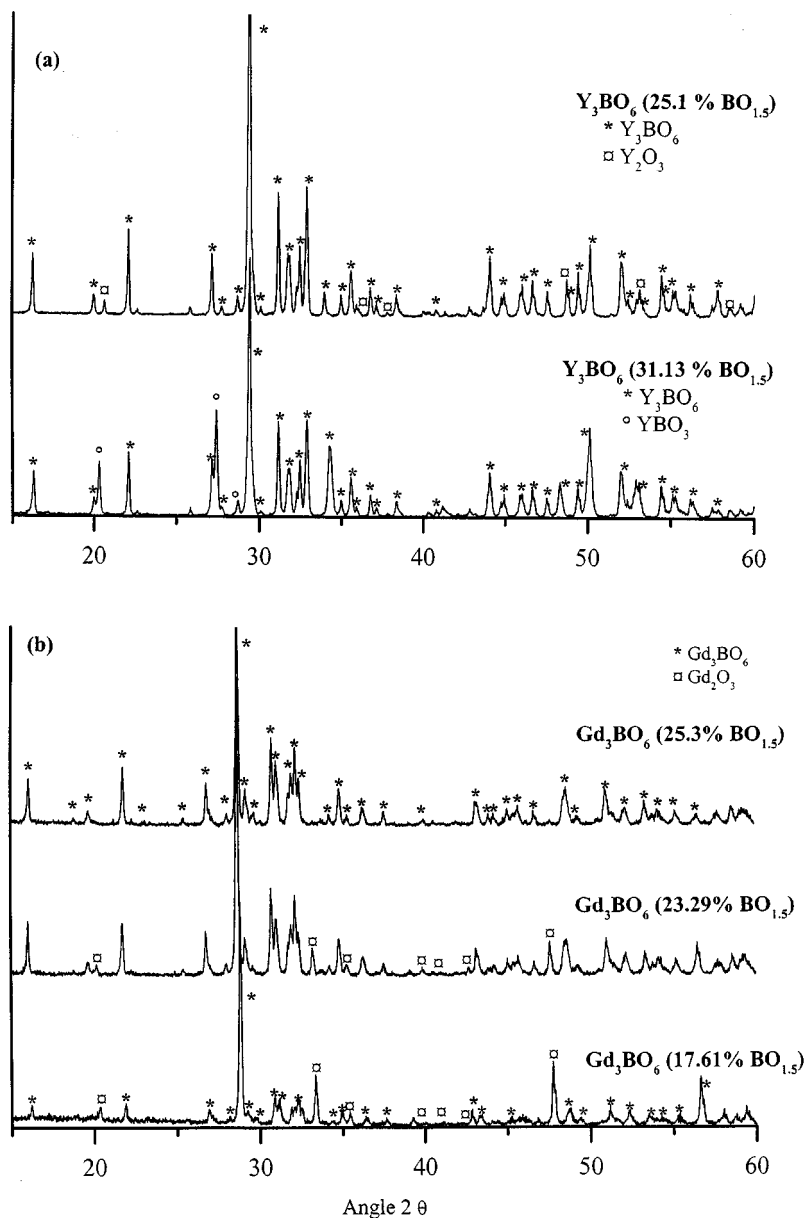 (a)
Y₃BO₆ (25.1 % BO₁.₅)
* Y₃BO₆
¤ Y₂O₃
Y₃BO₆ (31.13 % BO₁.₅)
* Y₃BO₆
° YBO₃
20 30 40 50 60
(b)
* Gd₃BO₆
¤ Gd₂O₃
Gd₃BO₆ (25.3% BO₁.₅)
Gd₃BO₆ (23.29% BO₁.₅)
Gd₃BO₆ (17.61% BO₁.₅)
20 30 40 50 60
Angle 2 θ